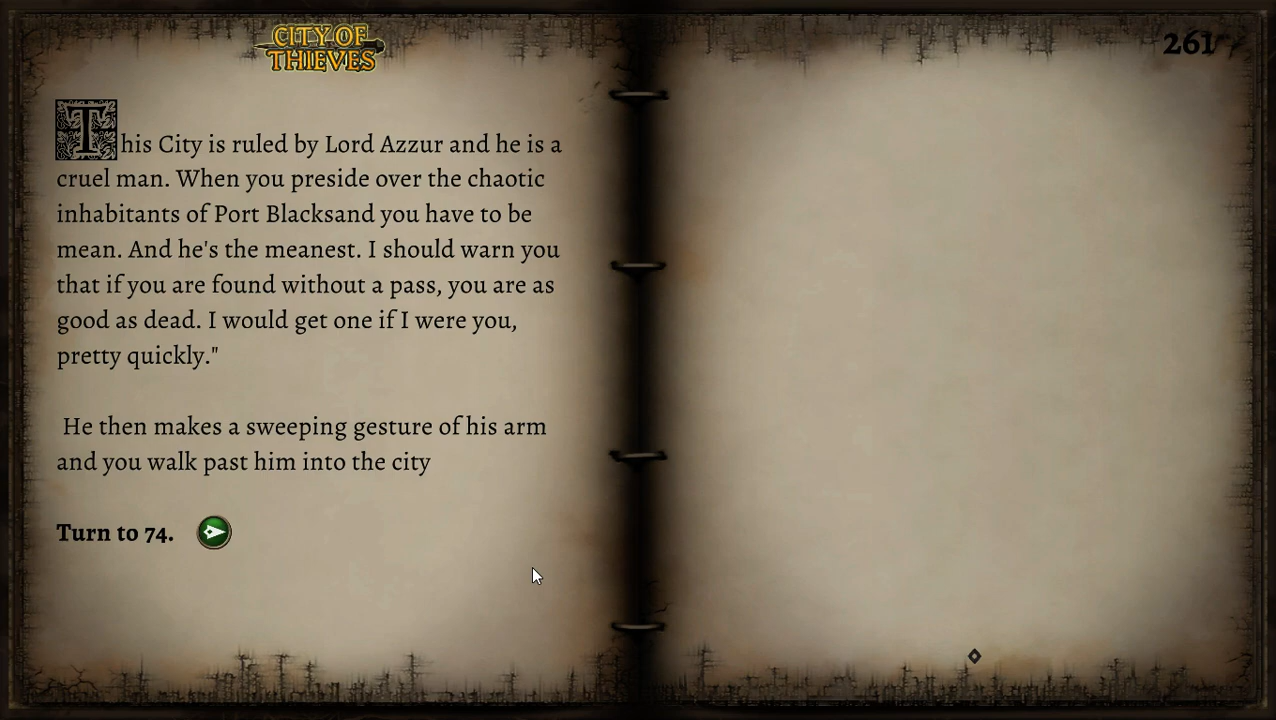 CITY OF
THIEVES
261
This City is ruled by Lord Azzur and he is a
cruel man. When you preside over the chaotic
inhabitants of Port Blacksand you have to be
mean. And he's the meanest. I should warn you
that if you are found without a pass, you are as
good as dead. I would get one if I were you,
pretty quickly."
He then makes a sweeping gesture of his arm
and you walk past him into the city
Turn to 74.